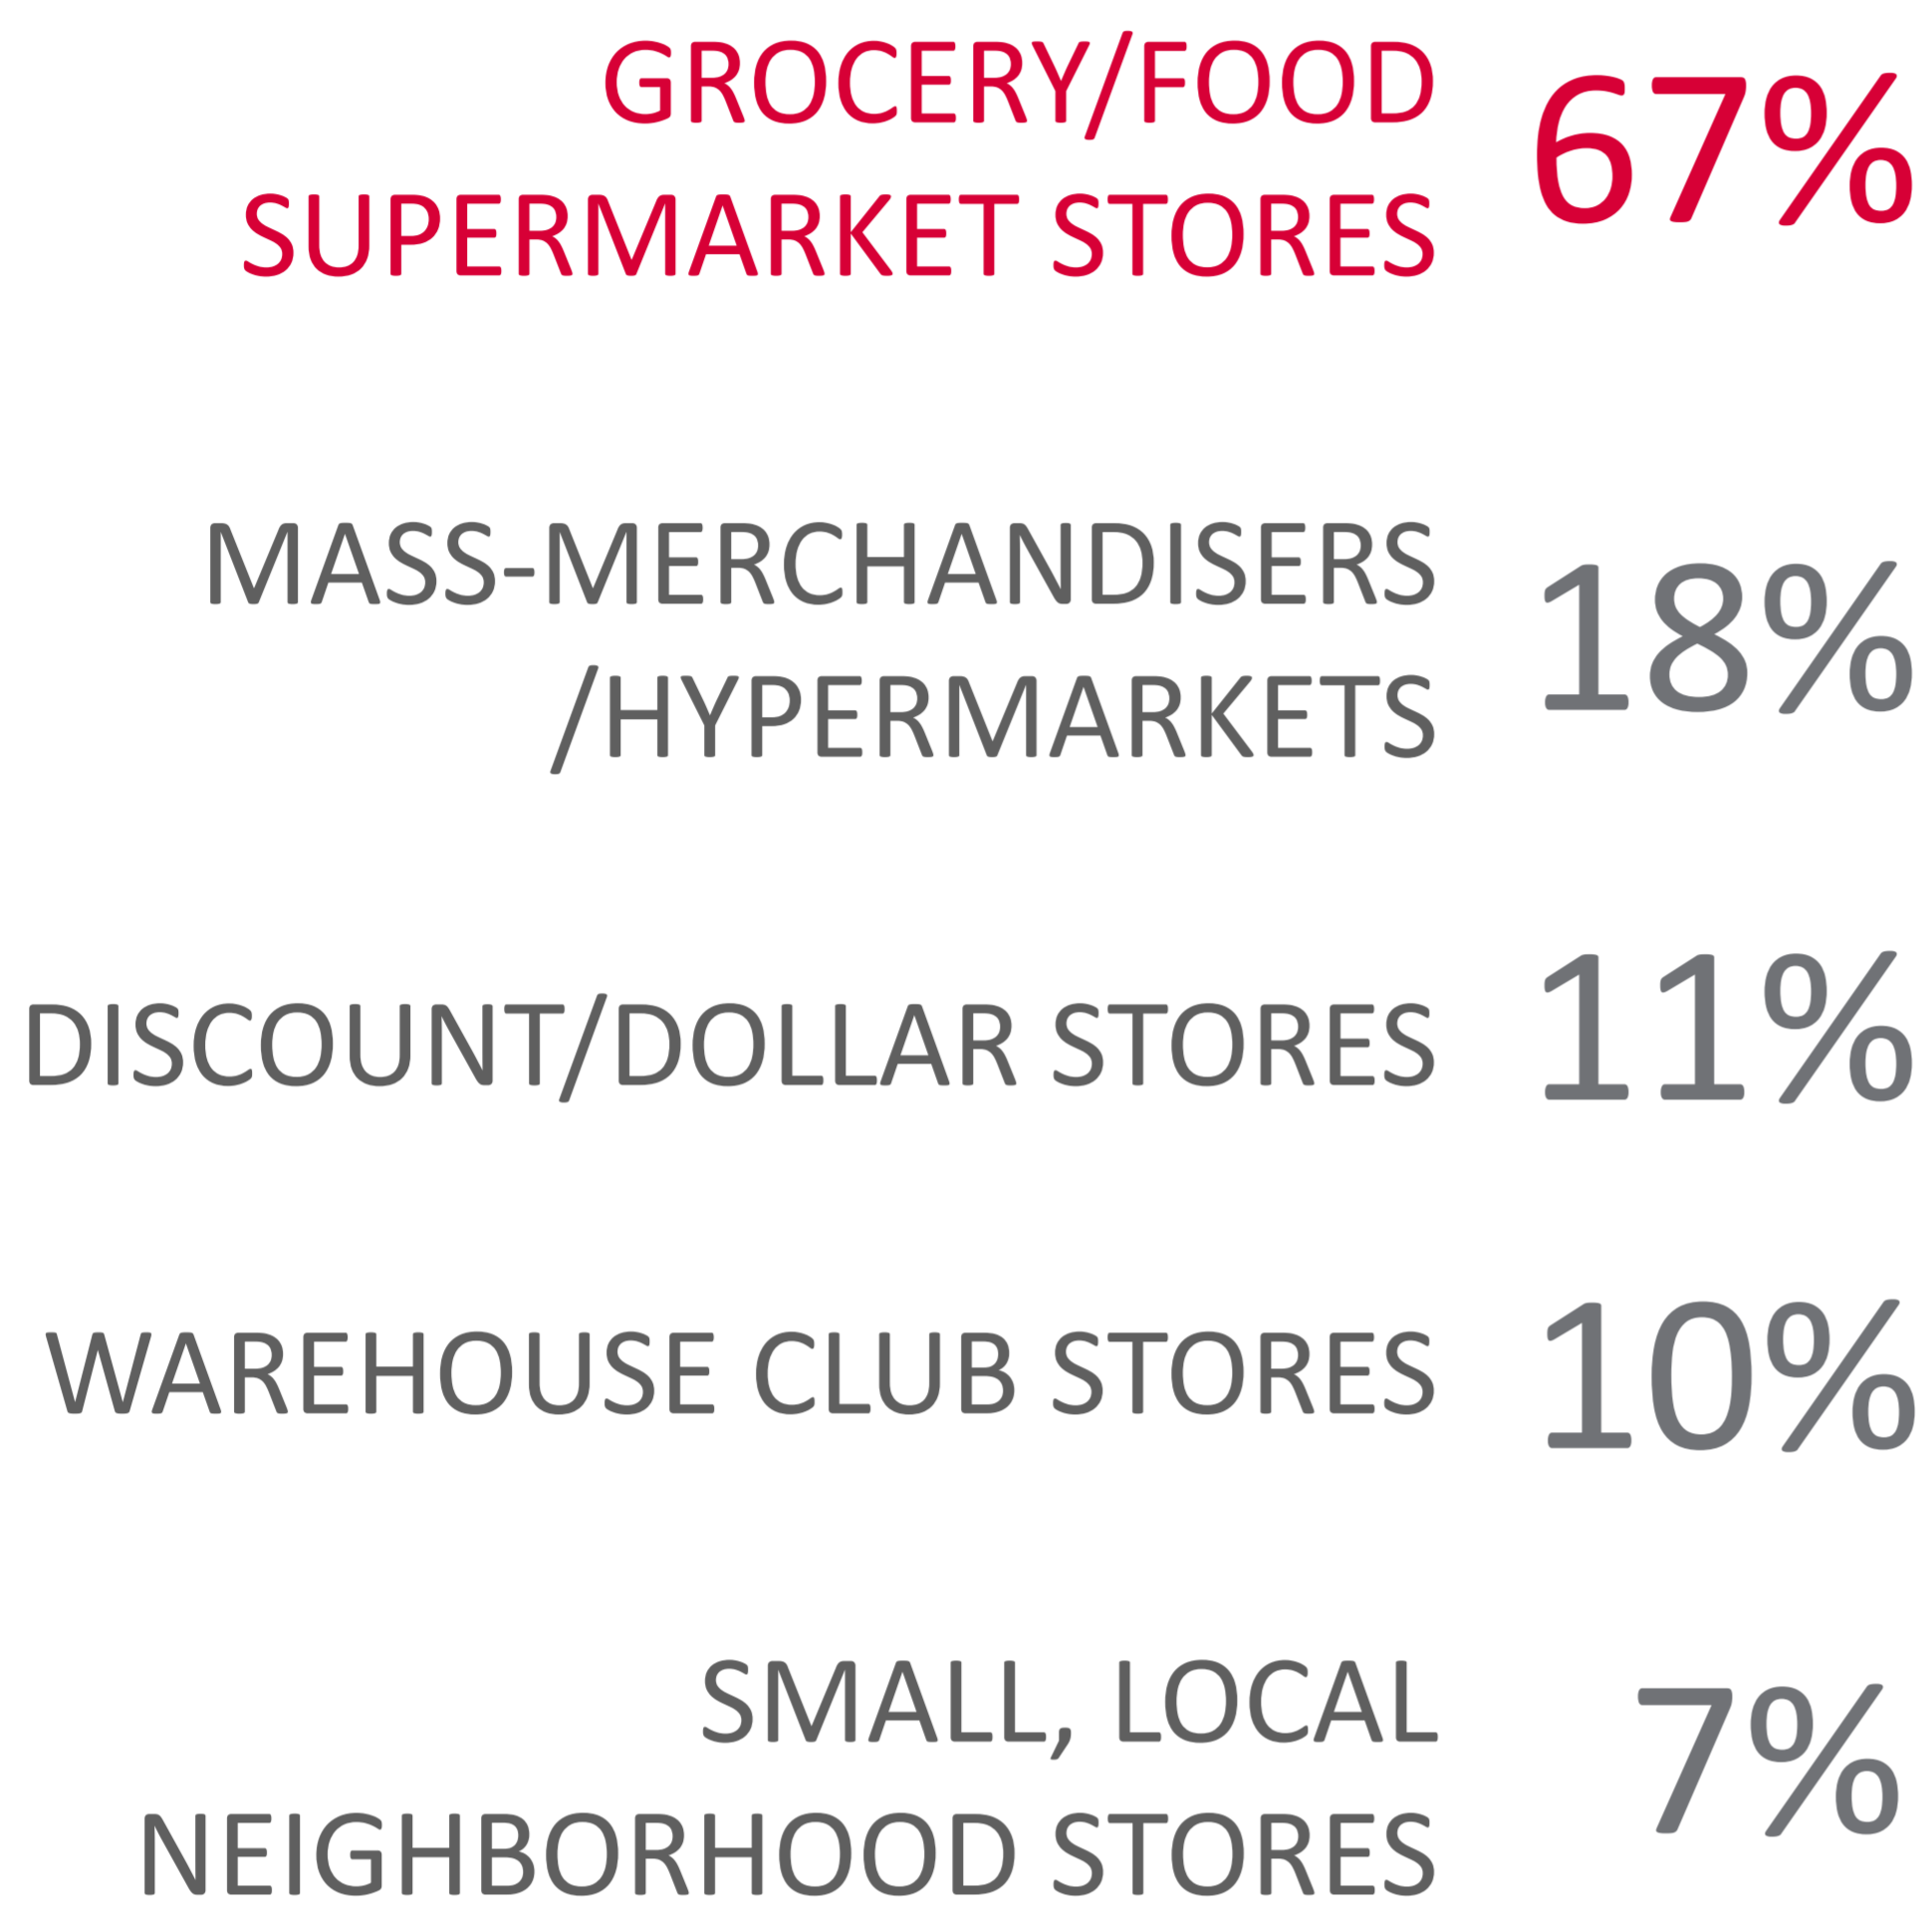 GROCERY/FOOD
SUPERMARKET STORES
67%
MASS-MERCHANDISERS
/HYPERMARKETS
18%
DISCOUNT/DOLLAR STORES
11%
WAREHOUSE CLUB STORES
10%
SMALL, LOCAL
NEIGHBORHOOD STORES
7%